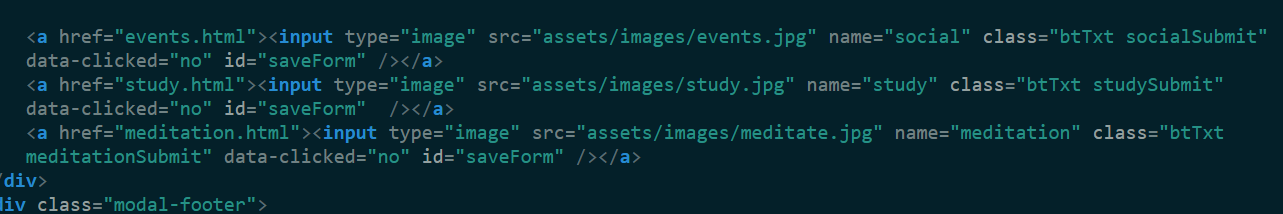 <a href="events.html"><input type="image" src="assets/images/events.jpg" name="social" class="btTxt socialSubmit"
data-clicked="no" id="saveForm" /></a>
<a href="study.html"><input type="image" src="assets/images/study.jpg" name="study" class="btTxt studySubmit"
data-clicked="no" id="saveForm"  /></a>
<a href="meditation.html"><input type="image" src="assets/images/meditate.jpg" name="meditation" class="btTxt
meditationSubmit" data-clicked="no" id="saveForm" /></a>
/div>
div class="modal-footer">